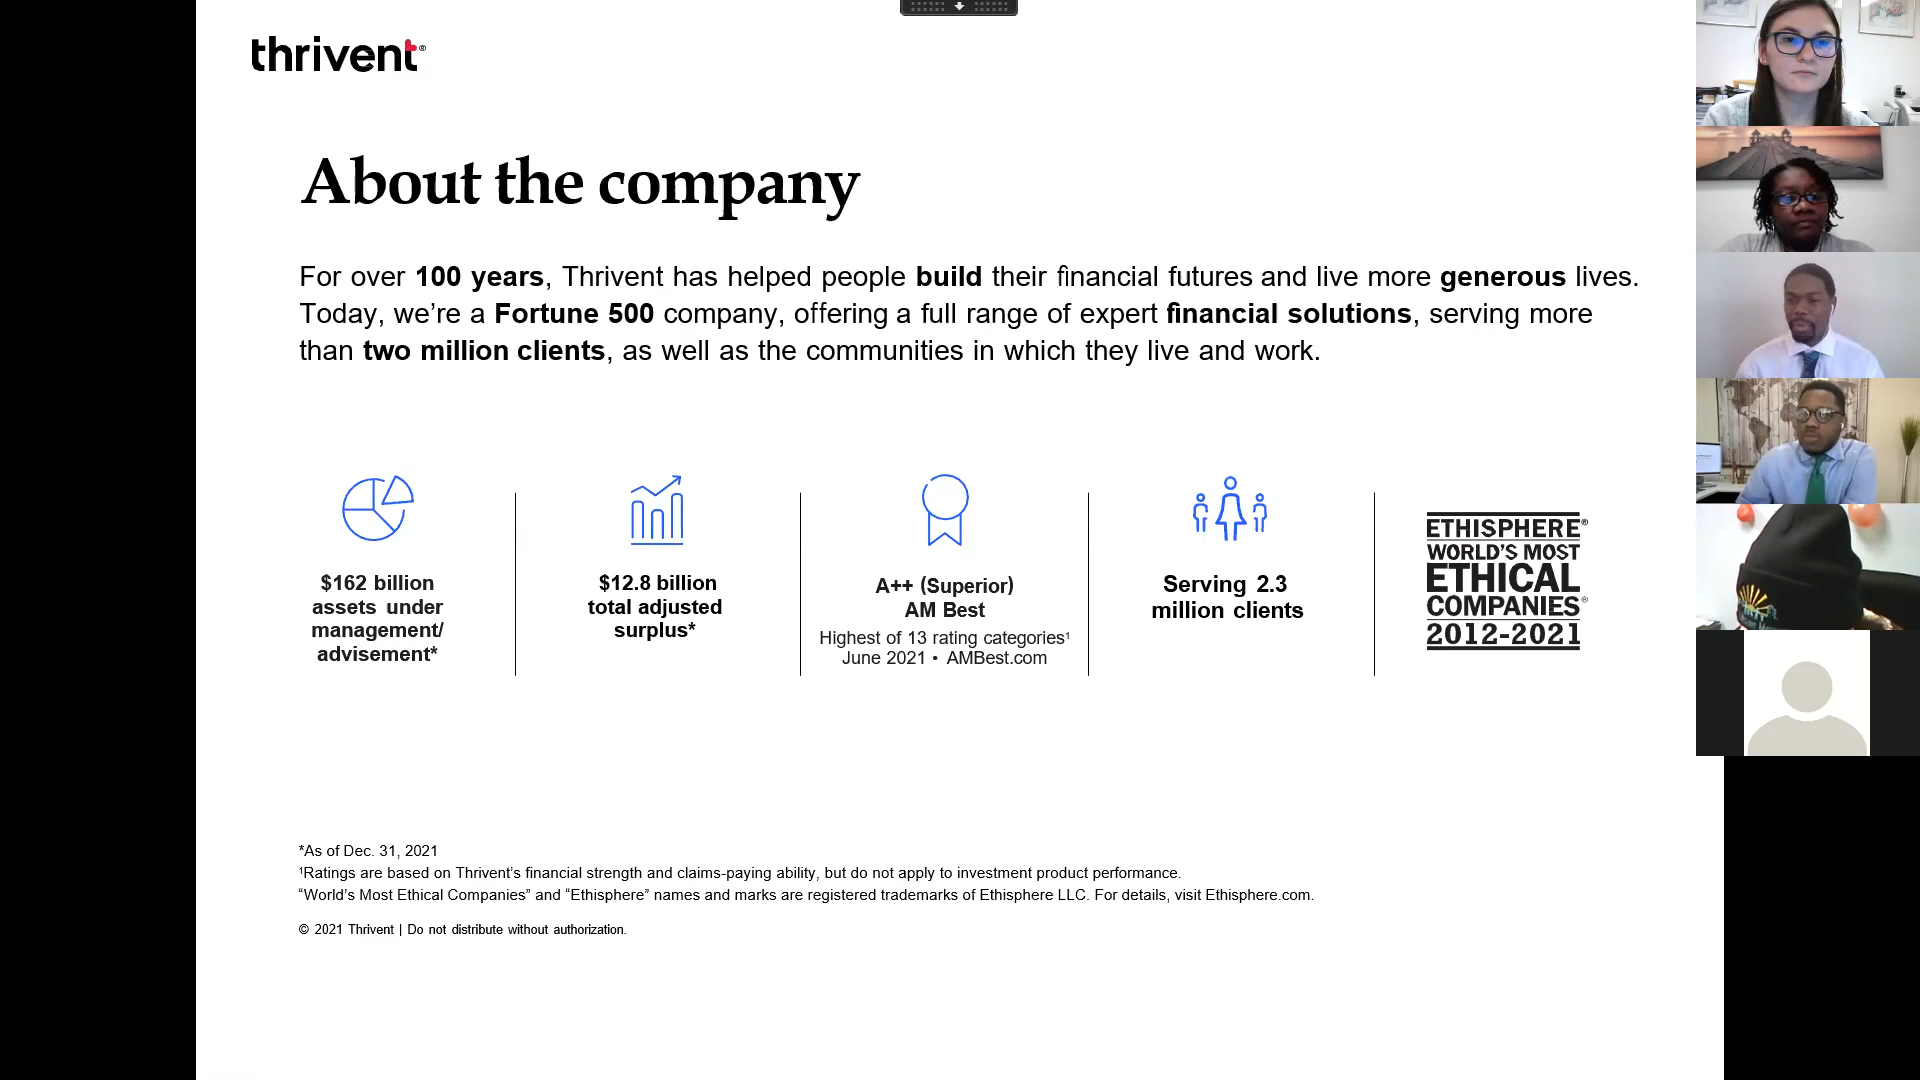 thrivent®
About the company
For over 100 years, Thrivent has helped people build their financial futures and live more generous lives.
Today, we’re a Fortune 500 company, offering a full range of expert financial solutions, serving more
than two million clients, as well as the communities in which they live and work.
$162 billion
assets under
management/
advisement*
$12.8 billion
total adjusted
surplus*
A++ (Superior)
AM Best
Highest of 13 rating categories¹
June 2021 • AMBest.com
Serving 2.3
million clients
ETHISPHERE®
WORLD’S MOST
ETHICAL
COMPANIES®
2012-2021
*As of Dec. 31, 2021
¹Ratings are based on Thrivent’s financial strength and claims-paying ability, but do not apply to investment product performance.
“World’s Most Ethical Companies” and “Ethisphere” names and marks are registered trademarks of Ethisphere LLC. For details, visit Ethisphere.com.
© 2021 Thrivent | Do not distribute without authorization.